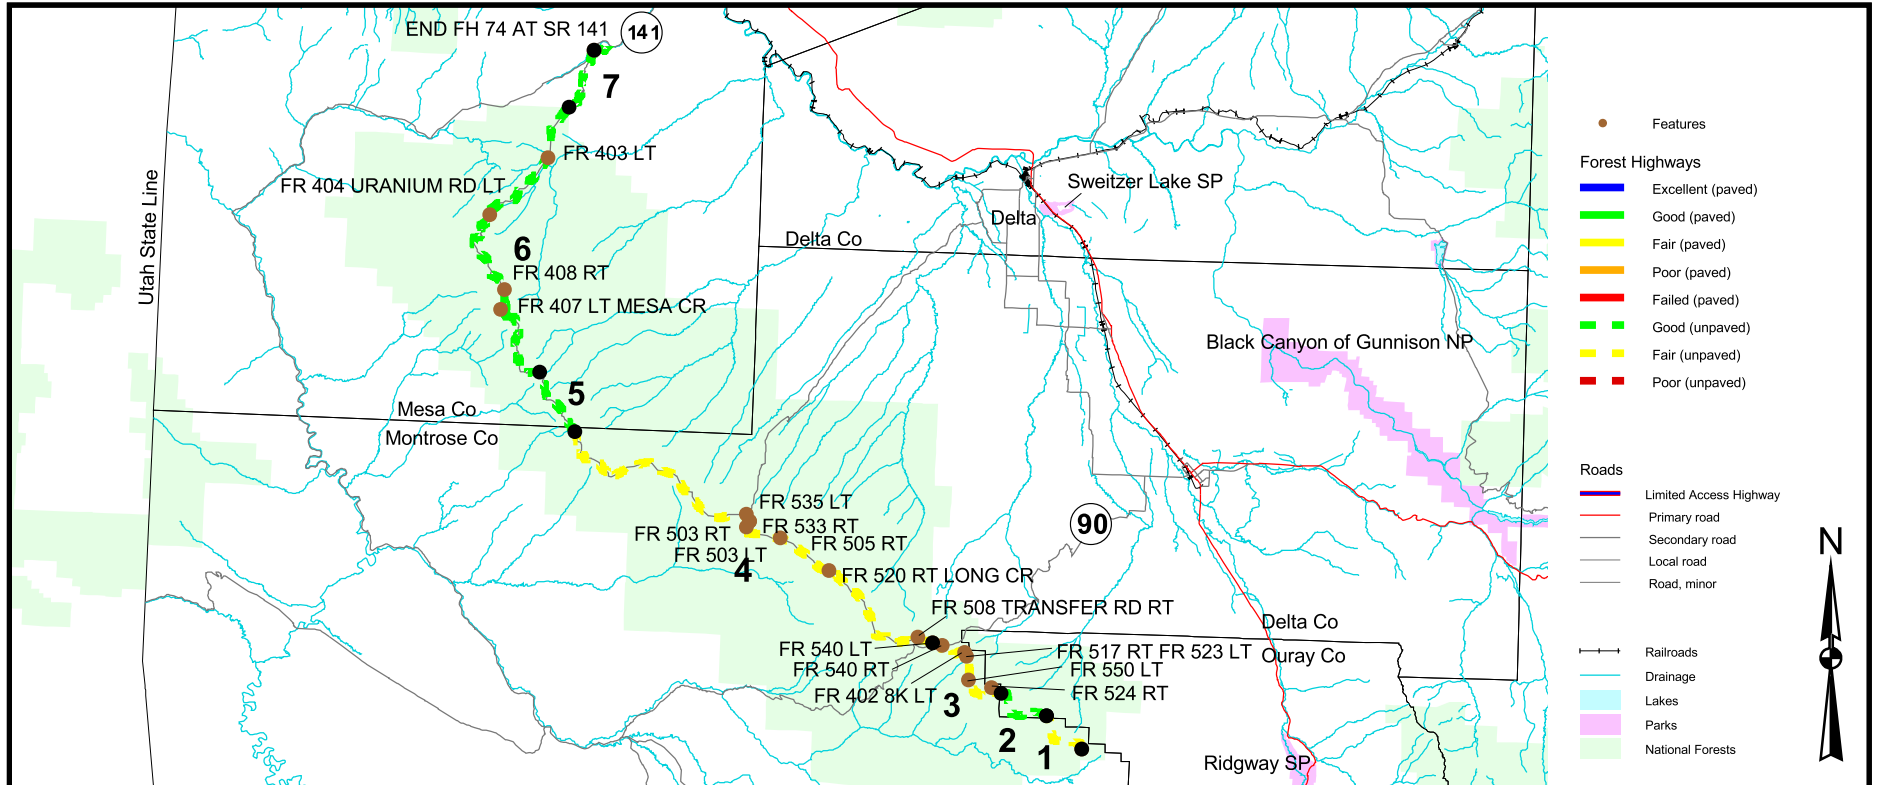 END FH 74 AT SR 141
141
7
FR 403 LT
FR 404 URANIUM RD LT
6
FR 408 RT
FR 407 LT MESA CR
5
Utah State Line
Mesa Co
Montrose Co
Delta Co
Delta
Sweitzer Lake SP
Black Canyon of Gunnison NP
90
FR 535 LT
FR 503 RT
FR 533 RT
FR 503 LT
FR 505 RT
4
FR 520 RT LONG CR
FR 508 TRANSFER RD RT
FR 540 LT
FR 540 RT
FR 402 8K LT
FR 517 RT FR 523 LT
FR 550 LT
FR 524 RT
3
2
1
Delta Co
Ouray Co
Ridgway SP
Features
Forest Highways
Excellent (paved)
Good (paved)
Fair (paved)
Poor (paved)
Failed (paved)
Good (unpaved)
Fair (unpaved)
Poor (unpaved)
Roads
Limited Access Highway
Primary road
Secondary road
Local road
Road, minor
Railroads
Drainage
Lakes
Parks
National Forests
N